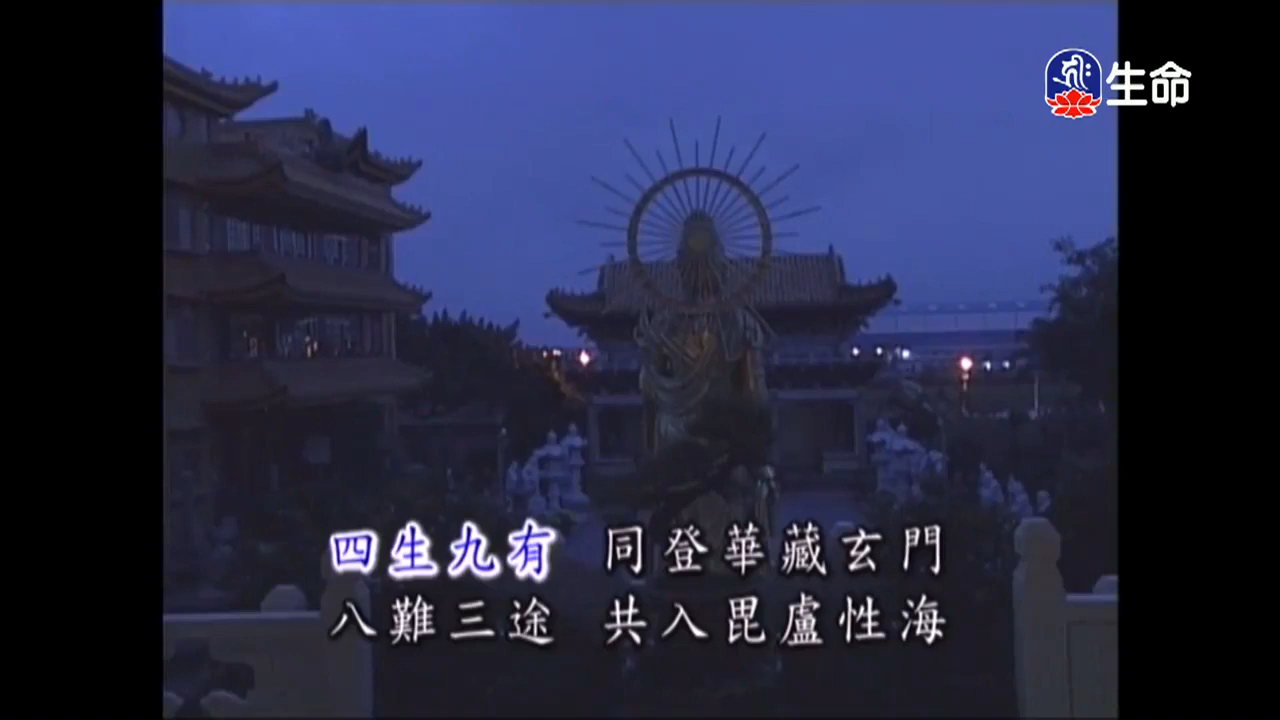 生命
四生九有 同登華藏玄門
八難三途 共入毘盧性海